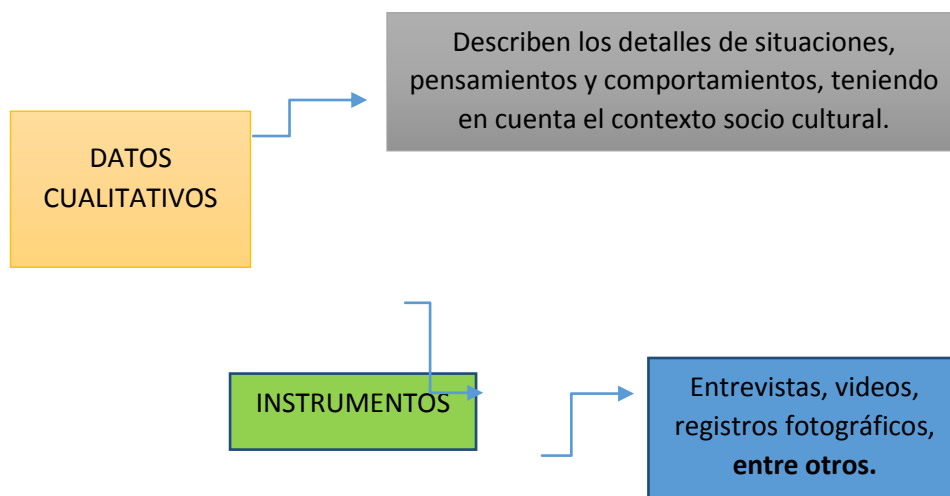 Describen los detalles de situaciones,
pensamientos y comportamientos, teniendo
en cuenta el contexto socio cultural.
DATOS
CUALITATIVOS
INSTRUMENTOS
Entrevistas, videos,
registros fotográficos,
entre otros.